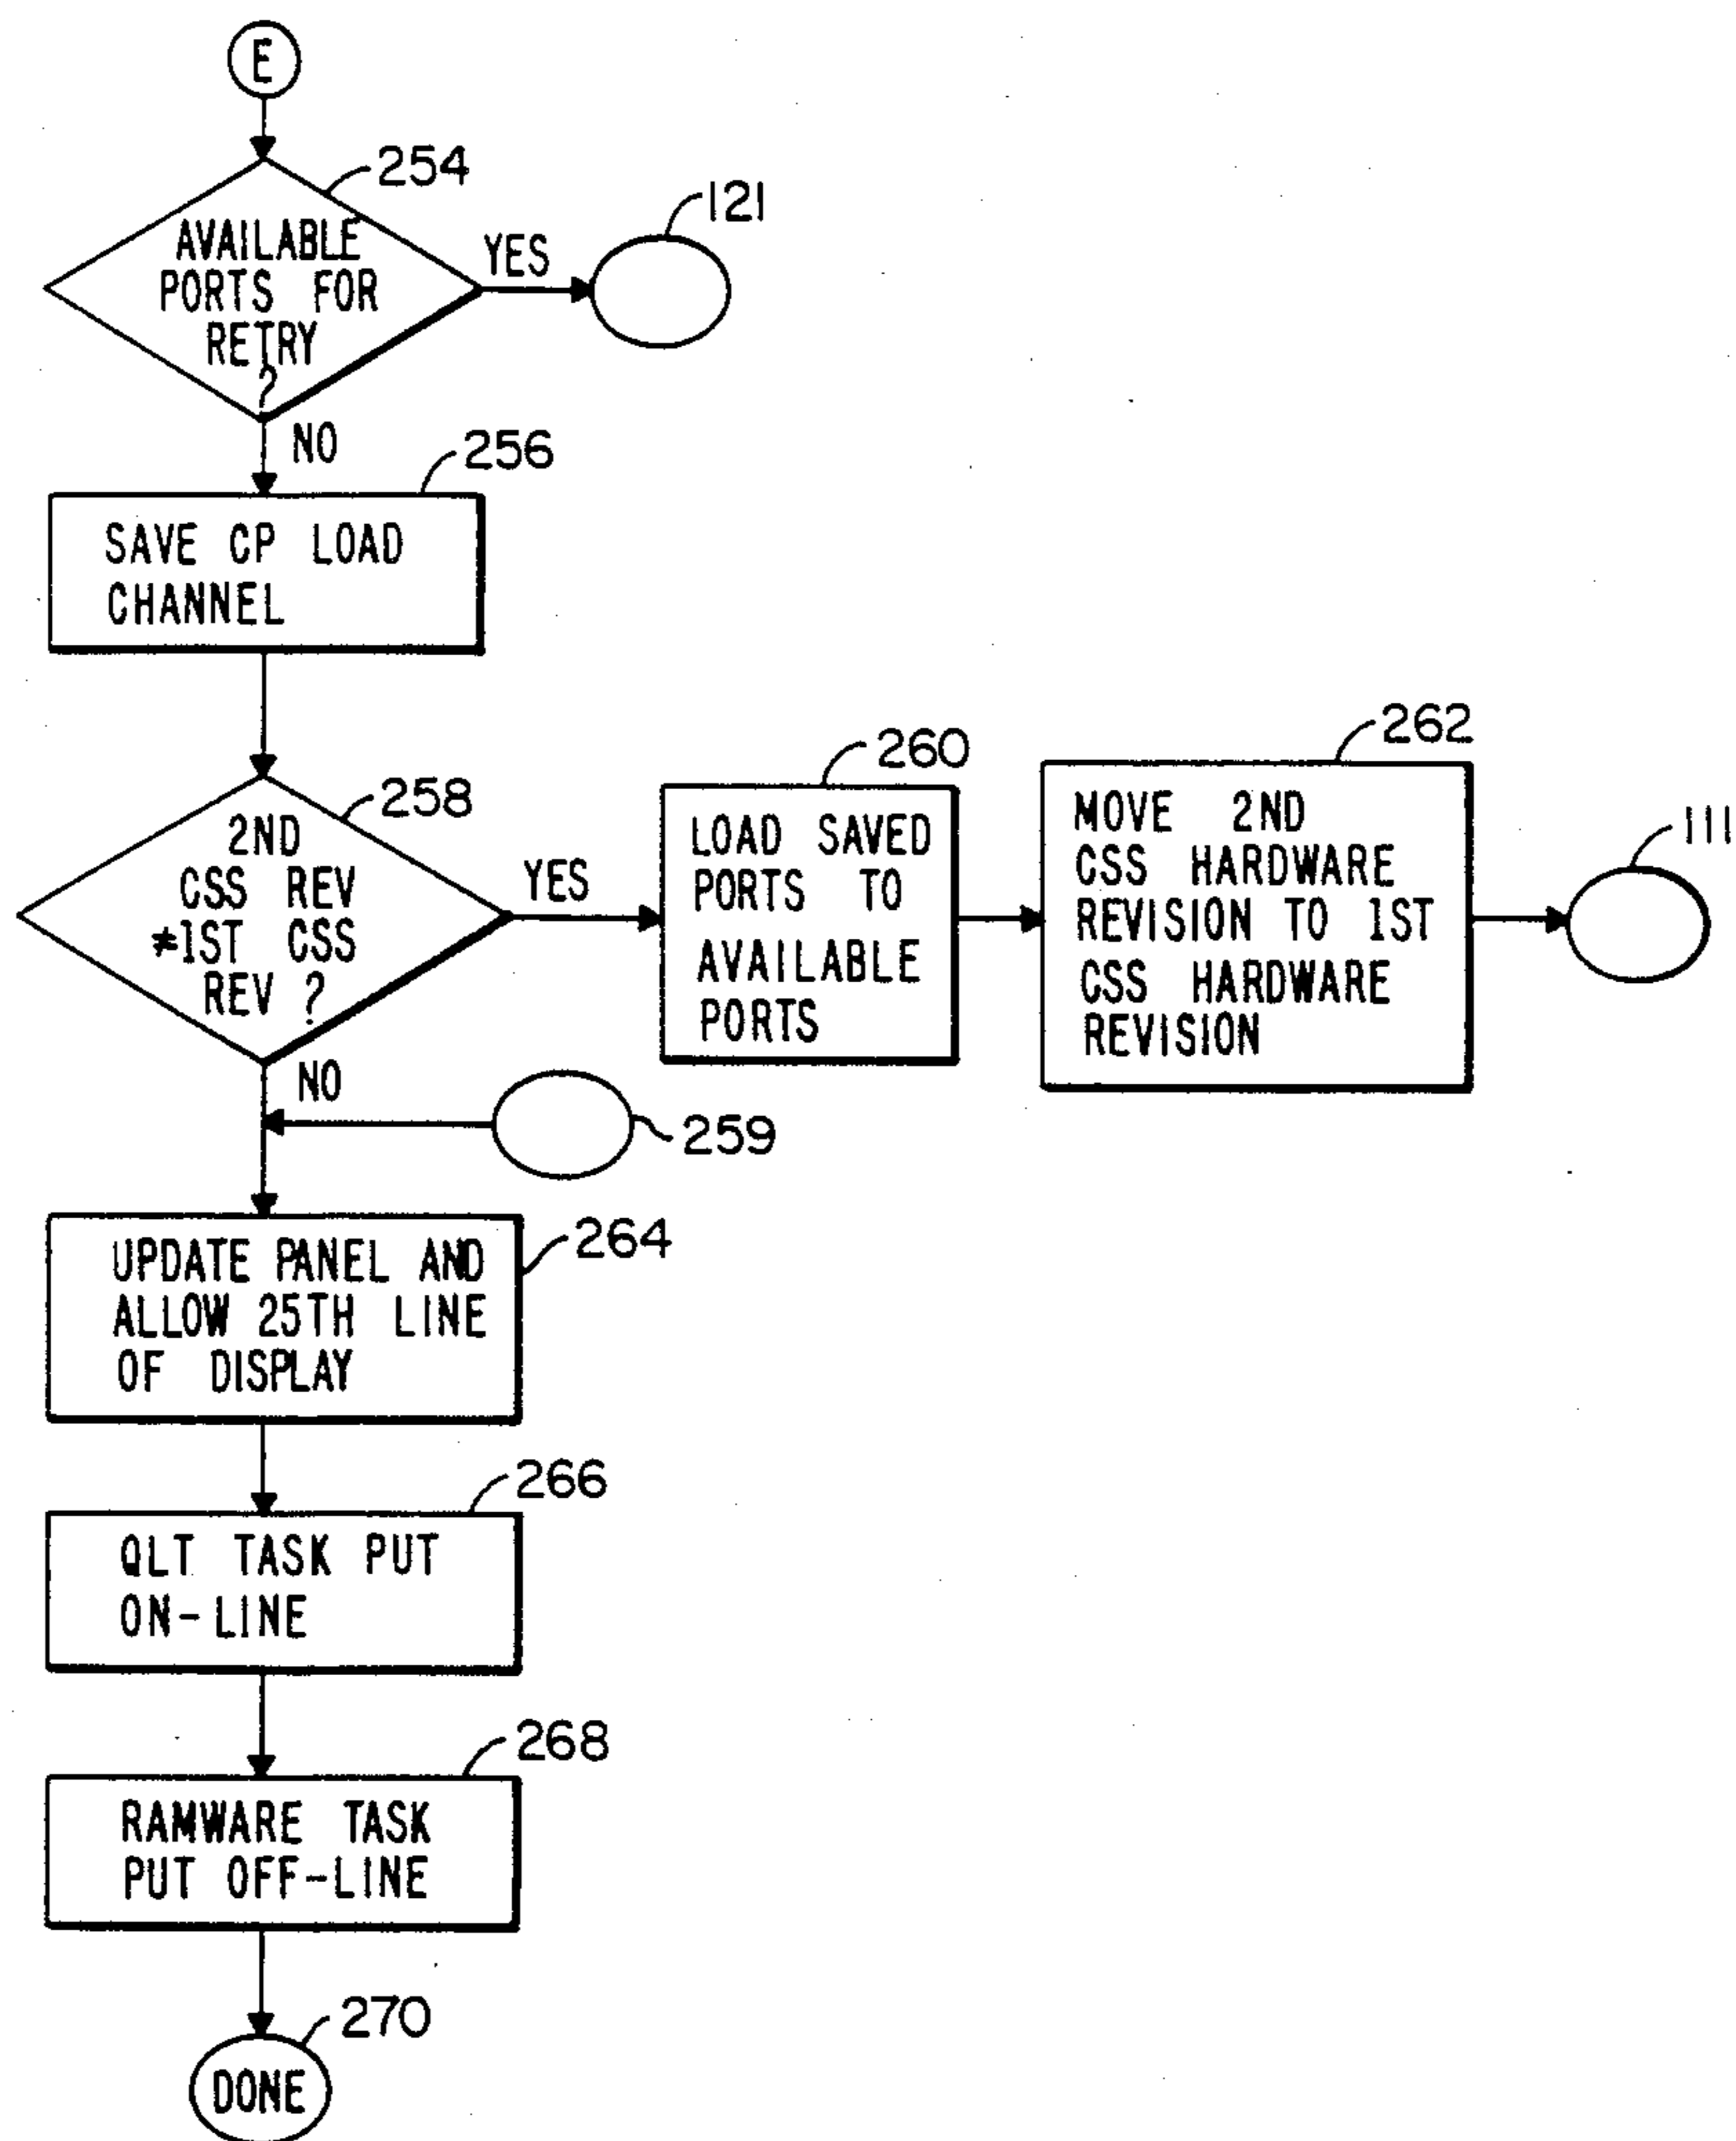 E
254
AVAILABLE
PORTS FOR
RETRY
?
YES
121
NO
256
SAVE CP LOAD
CHANNEL
258
2ND
CSS REV
≠1ST CSS
REV ?
YES
260
LOAD SAVED
PORTS TO
AVAILABLE
PORTS
262
MOVE 2ND
CSS HARDWARE
REVISION TO 1ST
CSS HARDWARE
REVISION
111
NO
259
264
UPDATE PANEL AND
ALLOW 25TH LINE
OF DISPLAY
266
QLT TASK PUT
ON-LINE
268
RAMWARE TASK
PUT OFF-LINE
270
DONE